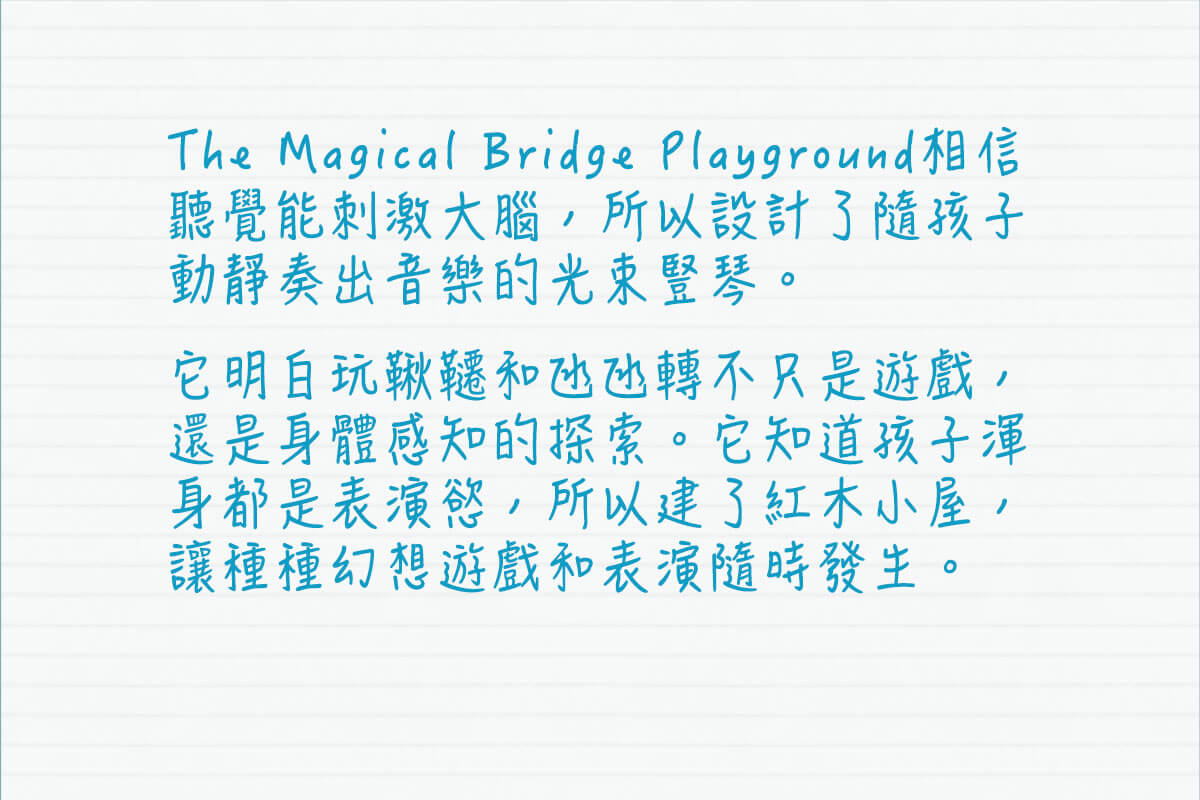 The Magical Bridge Playground相信
聽覺能刺激大腦，所以設計了隨孩子
動靜奏出音樂的光束豎琴。
它明白玩鞦韆和氹氹轉不只是遊戲，
還是身體感知的探索。它知道孩子渾
身都是表演慾，所以建了紅木小屋，
讓種種幻想遊戲和表演隨時發生。